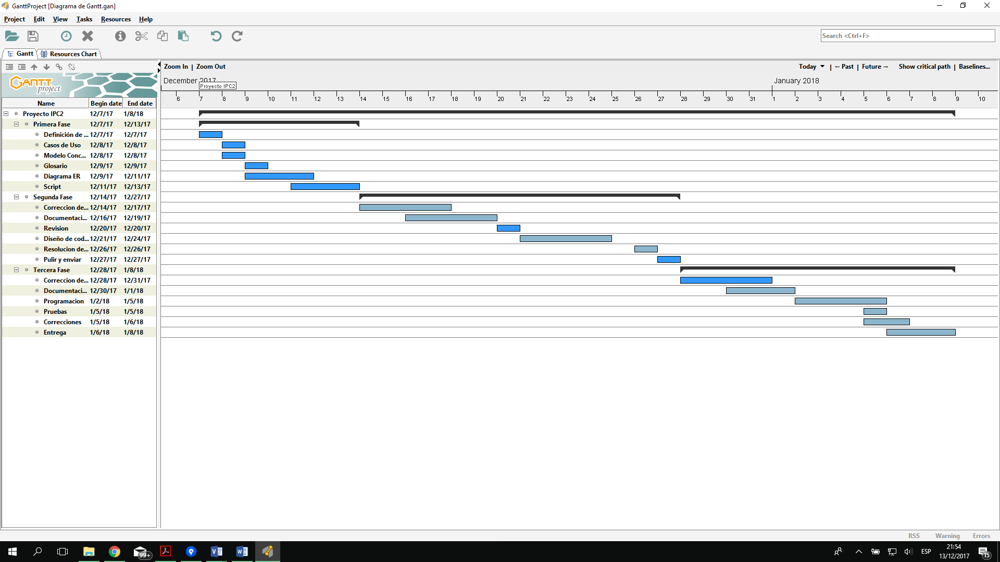 GanttProject [Diagrama de Gantt.gan]
Project Edit View Tasks Resources Help
Search <Ctrl+F>
Gantt Resources Chart
Zoom In | Zoom Out
Today | ← Past | Future → Show critical path | Baselines...
GANTT project
December 2017 January 2018
Proyecto IPC2
6 7 8 9 10 11 12 13 14 15 16 17 18 19 20 21 22 23 24 25 26 27 28 29 30 31 1 2 3 4 5 6 7 8 9 10
Name Begin date End date
Proyecto IPC2 12/7/17 1/8/18
Primera Fase 12/7/17 12/13/17
Definición de ... 12/7/17 12/7/17
Casos de Uso 12/8/17 12/8/17
Modelo Conc... 12/8/17 12/8/17
Glosario 12/9/17 12/9/17
Diagrama ER 12/9/17 12/11/17
Script 12/11/17 12/13/17
Segunda Fase 12/14/17 12/27/17
Correccion de... 12/14/17 12/17/17
Documentaci... 12/16/17 12/19/17
Revision 12/20/17 12/20/17
Diseño de cod... 12/21/17 12/24/17
Resolucion de... 12/26/17 12/26/17
Pulir y enviar 12/27/17 12/27/17
Tercera Fase 12/28/17 1/8/18
Correccion de... 12/28/17 12/31/17
Documentaci... 12/30/17 1/1/18
Programacion 1/2/18 1/5/18
Pruebas 1/5/18 1/5/18
Correcciones 1/5/18 1/6/18
Entrega 1/6/18 1/8/18
RSS Warning Errors
99+
ESP
21:54
13/12/2017
15